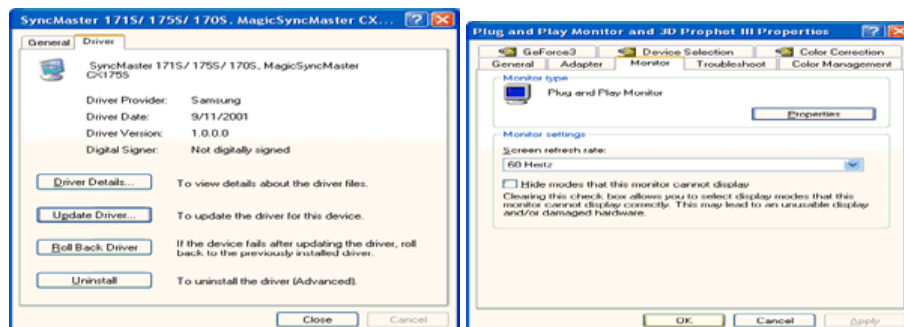 SyncMaster 171S/ 175S/ 170S, MagicSyncMaster CX...
General
Driver
SyncMaster 171S/ 175S/ 170S, MagicSyncMaster
CX175S
Driver Provider:
Samsung
Driver Date:
9/11/2001
Driver Version:
1.0.0.0
Digital Signer:
Not digitally signed
Driver Details...
To view details about the driver files.
Update Driver...
To update the driver for this device.
Roll Back Driver
If the device fails after updating the driver, roll
back to the previously installed driver.
Uninstall
To uninstall the driver (Advanced).
Close
Cancel
Plug and Play Monitor and 3D Prophet III Properties
GeForce3
Device Selection
Color Correction
General
Adapter
Monitor
Troubleshoot
Color Management
Monitor type
Plug and Play Monitor
Properties
Monitor settings
Screen refresh rate:
60 Hertz
Hide modes that this monitor cannot display
Clearing this check box allows you to select display modes that this
monitor cannot display correctly. This may lead to an unusable display
and/or damaged hardware.
OK
Cancel
Apply